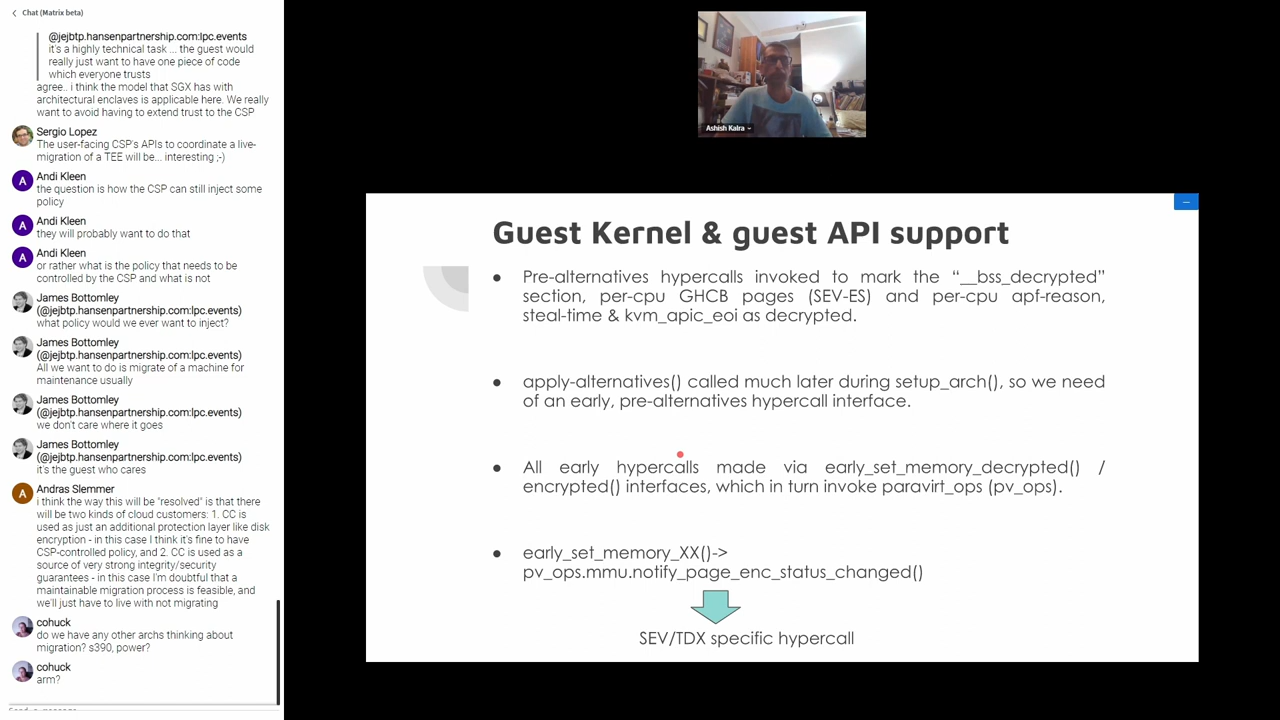 Chat (Matrix beta)
@jejbtp.hansenpartnership.com:lpc.events
it's a highly technical task ... the guest would
really just want to have one piece of code
which everyone trusts
agree.. i think the model that SGX has with
architectural enclaves is applicable here. We really
want to avoid having to extend trust to the CSP
Sergio Lopez
The user-facing CSP's APIs to coordinate a live-
migration of a TEE will be... interesting ;-)
A
Andi Kleen
the question is how the CSP can still inject some
policy
A
Andi Kleen
they will probably want to do that
A
Andi Kleen
or rather what is the policy that needs to be
controlled by the CSP and what is not
James Bottomley
(@jejbtp.hansenpartnership.com:lpc.events)
what policy would we ever want to inject?
James Bottomley
(@jejbtp.hansenpartnership.com:lpc.events)
All we want to do is migrate of a machine for
maintenance usually
James Bottomley
(@jejbtp.hansenpartnership.com:lpc.events)
we don't care where it goes
James Bottomley
(@jejbtp.hansenpartnership.com:lpc.events)
it's the guest who cares
A
Andras Slemmer
i think the way this will be "resolved" is that there
will be two kinds of cloud customers: 1. CC is
used as just an additional protection layer like disk
encryption - in this case I think it's fine to have
CSP-controlled policy, and 2. CC is used as a
source of very strong integrity/security
guarantees - in this case I'm doubtful that a
maintainable migration process is feasible, and
we'll just have to live with not migrating
cohuck
do we have any other archs thinking about
migration? s390, power?
cohuck
arm?
Ashish Kalra
Guest Kernel & guest API support
● Pre-alternatives hypercalls invoked to mark the “__bss_decrypted”
section, per-cpu GHCB pages (SEV-ES) and per-cpu apf-reason,
steal-time & kvm_apic_eoi as decrypted.
● apply-alternatives() called much later during setup_arch(), so we need
of an early, pre-alternatives hypercall interface.
● All early hypercalls made via early_set_memory_decrypted() /
encrypted() interfaces, which in turn invoke paravirt_ops (pv_ops).
● early_set_memory_XX()->
pv_ops.mmu.notify_page_enc_status_changed()
SEV/TDX specific hypercall